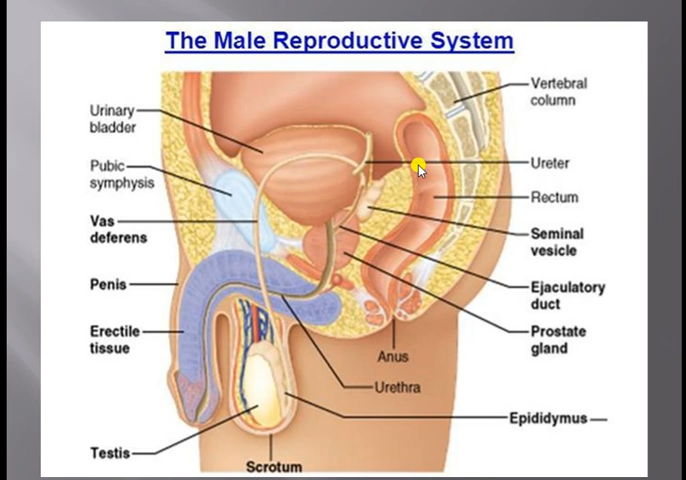 The Male Reproductive System
Urinary
bladder
Pubic
symphysis
Vas
deferens
Penis
Erectile
tissue
Testis
Scrotum
Anus
Urethra
Vertebral
column
Ureter
Rectum
Seminal
vesicle
Ejaculatory
duct
Prostate
gland
Epididymus